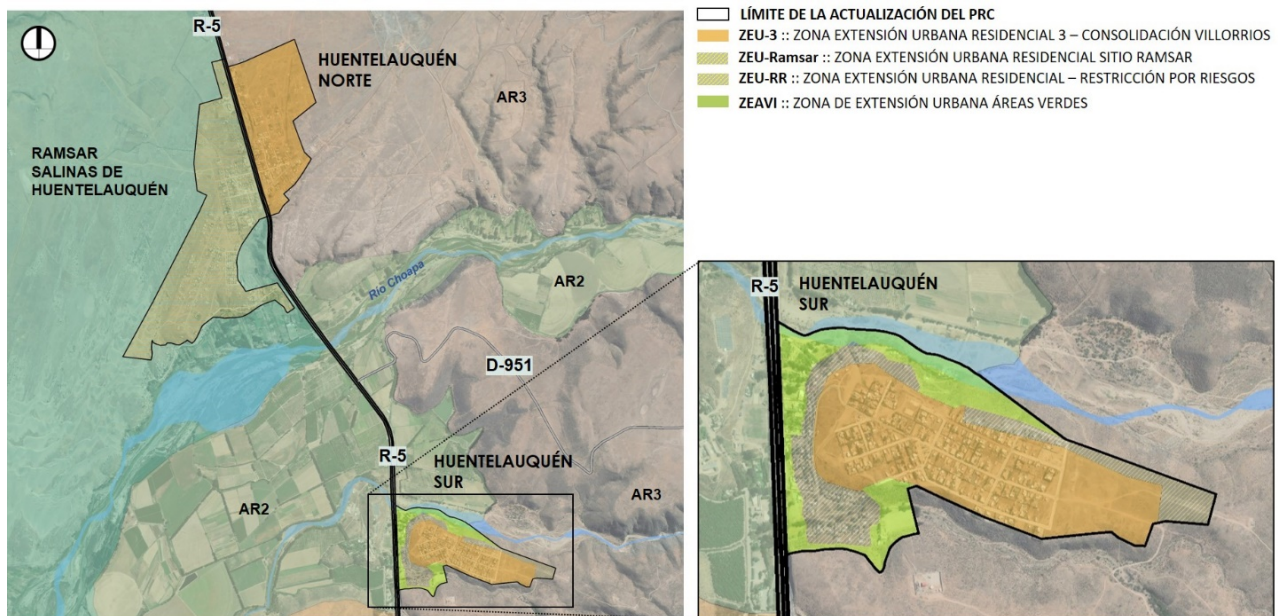 R-5
HUENTELAUQUÉN
NORTE
AR3
RAMSAR
SALINAS DE
HUENTELAUQUÉN
Río Choapa
AR2
D-951
R-5
HUENTELAUQUÉN
SUR
AR2
AR3
LÍMITE DE LA ACTUALIZACIÓN DEL PRC
ZEU-3 :: ZONA EXTENSIÓN URBANA RESIDENCIAL 3 – CONSOLIDACIÓN VILLORRIOS
ZEU-Ramsar :: ZONA EXTENSIÓN URBANA RESIDENCIAL SITIO RAMSAR
ZEU-RR :: ZONA EXTENSIÓN URBANA RESIDENCIAL – RESTRICCIÓN POR RIESGOS
ZEAVI :: ZONA DE EXTENSIÓN URBANA ÁREAS VERDES
R-5
HUENTELAUQUÉN
SUR